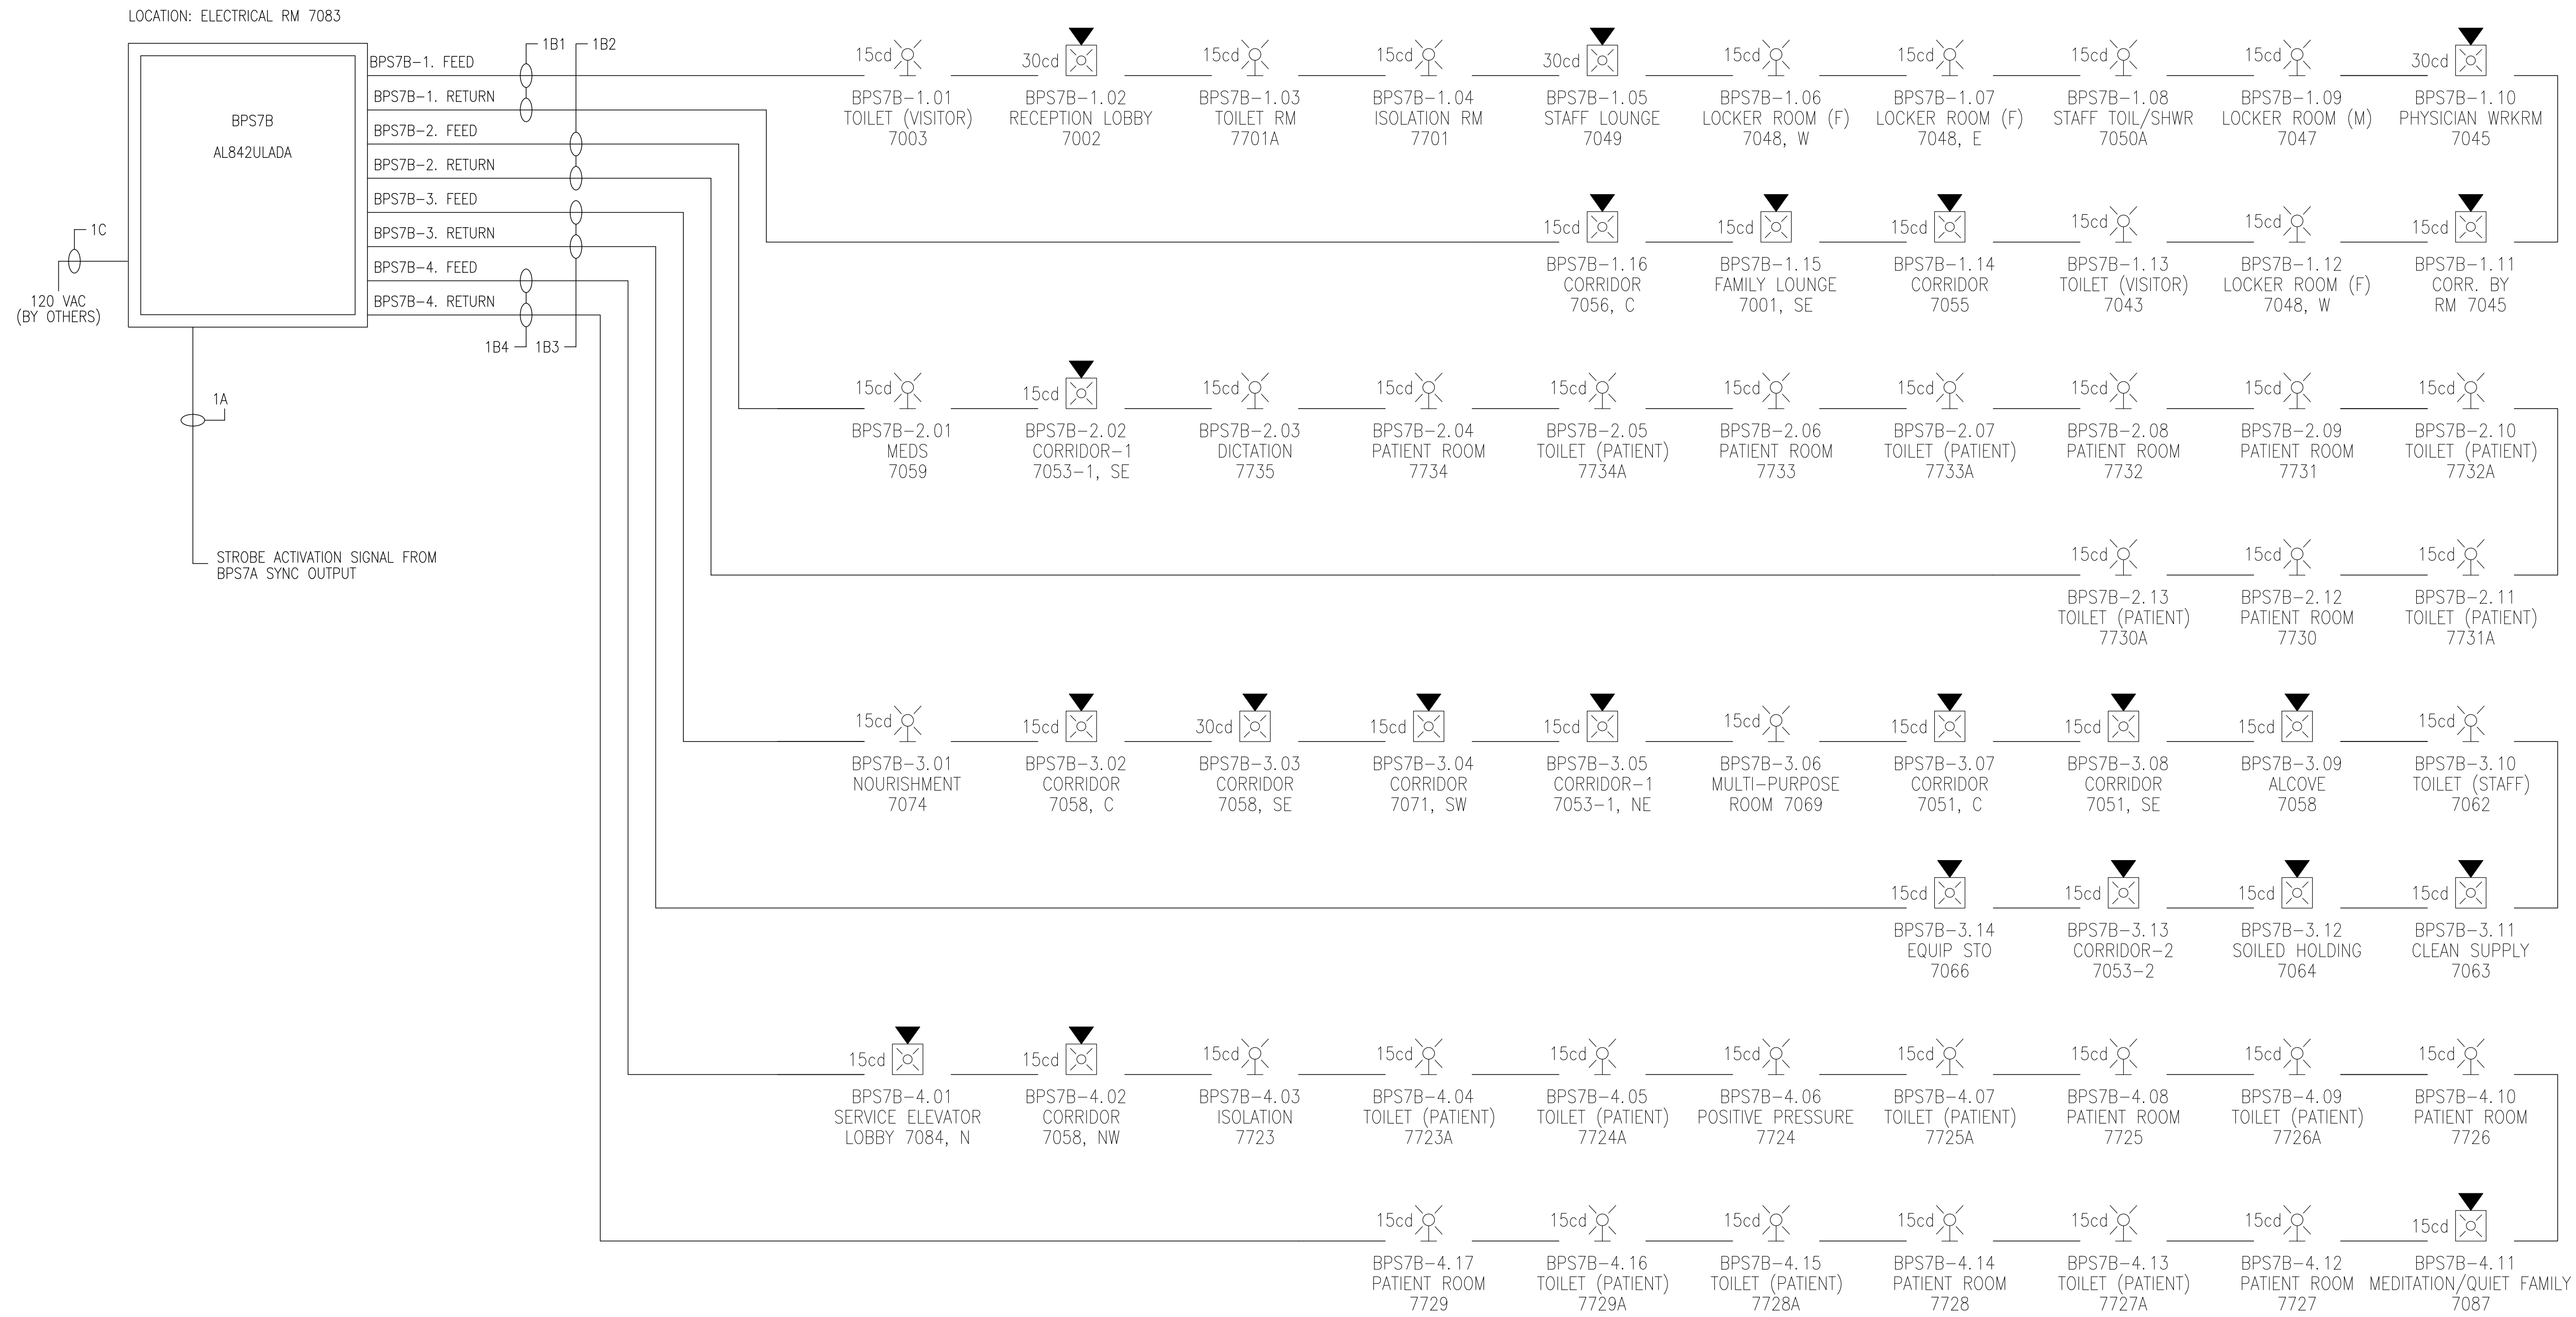 LOCATION: ELECTRICAL RM 7083
BPS7B
AL842ULADA
BPS7B-1. FEED
BPS7B-1. RETURN
BPS7B-2. FEED
BPS7B-2. RETURN
BPS7B-3. FEED
BPS7B-3. RETURN
BPS7B-4. FEED
BPS7B-4. RETURN
1B1
1B2
1B4
1B3
1C
120 VAC
(BY OTHERS)
1A
STROBE ACTIVATION SIGNAL FROM
BPS7A SYNC OUTPUT
15cd
BPS7B-1.01
TOILET (VISITOR)
7003
30cd
BPS7B-1.02
RECEPTION LOBBY
7002
15cd
BPS7B-1.03
TOILET RM
7701A
15cd
BPS7B-1.04
ISOLATION RM
7701
30cd
BPS7B-1.05
STAFF LOUNGE
7049
15cd
BPS7B-1.06
LOCKER ROOM (F)
7048, W
15cd
BPS7B-1.07
LOCKER ROOM (F)
7048, E
15cd
BPS7B-1.08
STAFF TOIL/SHWR
7050A
15cd
BPS7B-1.09
LOCKER ROOM (M)
7047
30cd
BPS7B-1.10
PHYSICIAN WRKRM
7045
15cd
BPS7B-1.16
CORRIDOR
7056, C
15cd
BPS7B-1.15
FAMILY LOUNGE
7001, SE
15cd
BPS7B-1.14
CORRIDOR
7055
15cd
BPS7B-1.13
TOILET (VISITOR)
7043
15cd
BPS7B-1.12
LOCKER ROOM (F)
7048, W
15cd
BPS7B-1.11
CORR. BY
RM 7045
15cd
BPS7B-2.01
MEDS
7059
15cd
BPS7B-2.02
CORRIDOR-1
7053-1, SE
15cd
BPS7B-2.03
DICTATION
7735
15cd
BPS7B-2.04
PATIENT ROOM
7734
15cd
BPS7B-2.05
TOILET (PATIENT)
7734A
15cd
BPS7B-2.06
PATIENT ROOM
7733
15cd
BPS7B-2.07
TOILET (PATIENT)
7733A
15cd
BPS7B-2.08
PATIENT ROOM
7732
15cd
BPS7B-2.09
PATIENT ROOM
7731
15cd
BPS7B-2.10
TOILET (PATIENT)
7732A
15cd
BPS7B-2.13
TOILET (PATIENT)
7730A
15cd
BPS7B-2.12
PATIENT ROOM
7730
15cd
BPS7B-2.11
TOILET (PATIENT)
7731A
15cd
BPS7B-3.01
NOURISHMENT
7074
15cd
BPS7B-3.02
CORRIDOR
7058, C
30cd
BPS7B-3.03
CORRIDOR
7058, SE
15cd
BPS7B-3.04
CORRIDOR
7071, SW
15cd
BPS7B-3.05
CORRIDOR-1
7053-1, NE
15cd
BPS7B-3.06
MULTI-PURPOSE
ROOM 7069
15cd
BPS7B-3.07
CORRIDOR
7051, C
15cd
BPS7B-3.08
CORRIDOR
7051, SE
15cd
BPS7B-3.09
ALCOVE
7058
15cd
BPS7B-3.10
TOILET (STAFF)
7062
15cd
BPS7B-3.14
EQUIP STO
7066
15cd
BPS7B-3.13
CORRIDOR-2
7053-2
15cd
BPS7B-3.12
SOILED HOLDING
7064
15cd
BPS7B-3.11
CLEAN SUPPLY
7063
15cd
BPS7B-4.01
SERVICE ELEVATOR
LOBBY 7084, N
15cd
BPS7B-4.02
CORRIDOR
7058, NW
15cd
BPS7B-4.03
ISOLATION
7723
15cd
BPS7B-4.04
TOILET (PATIENT)
7723A
15cd
BPS7B-4.05
TOILET (PATIENT)
7724A
15cd
BPS7B-4.06
POSITIVE PRESSURE
7724
15cd
BPS7B-4.07
TOILET (PATIENT)
7725A
15cd
BPS7B-4.08
PATIENT ROOM
7725
15cd
BPS7B-4.09
TOILET (PATIENT)
7726A
15cd
BPS7B-4.10
PATIENT ROOM
7726
15cd
BPS7B-4.17
PATIENT ROOM
7729
15cd
BPS7B-4.16
TOILET (PATIENT)
7729A
15cd
BPS7B-4.15
TOILET (PATIENT)
7728A
15cd
BPS7B-4.14
PATIENT ROOM
7728
15cd
BPS7B-4.13
TOILET (PATIENT)
7727A
15cd
BPS7B-4.12
PATIENT ROOM
7727
15cd
BPS7B-4.11
MEDITATION/QUIET FAMILY
7087